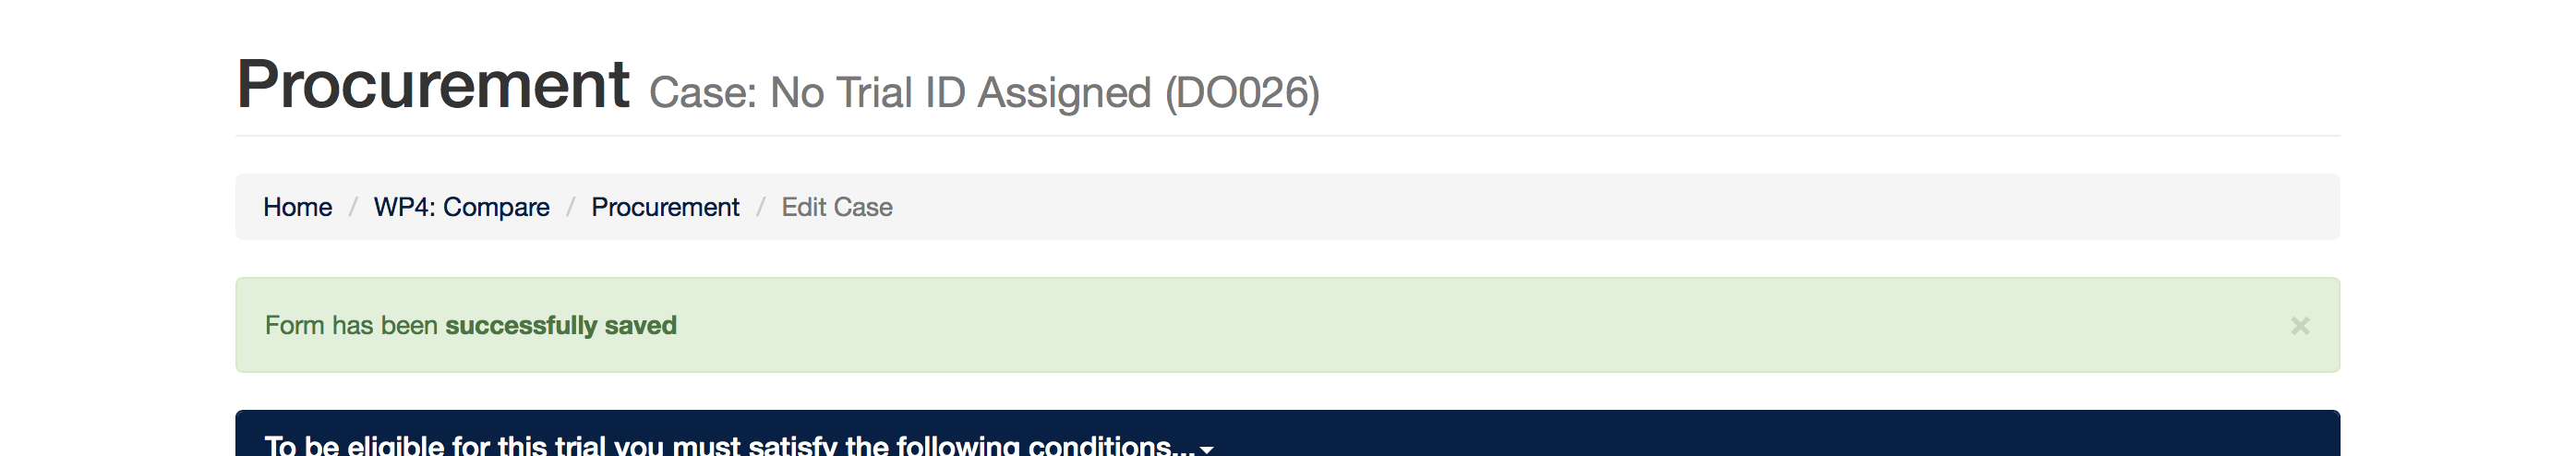 Procurement Case: No Trial ID Assigned (DO026)
Home / WP4: Compare / Procurement / Edit Case
Form has been successfully saved ×
To be eligible for this trial you must satisfy the following conditions...